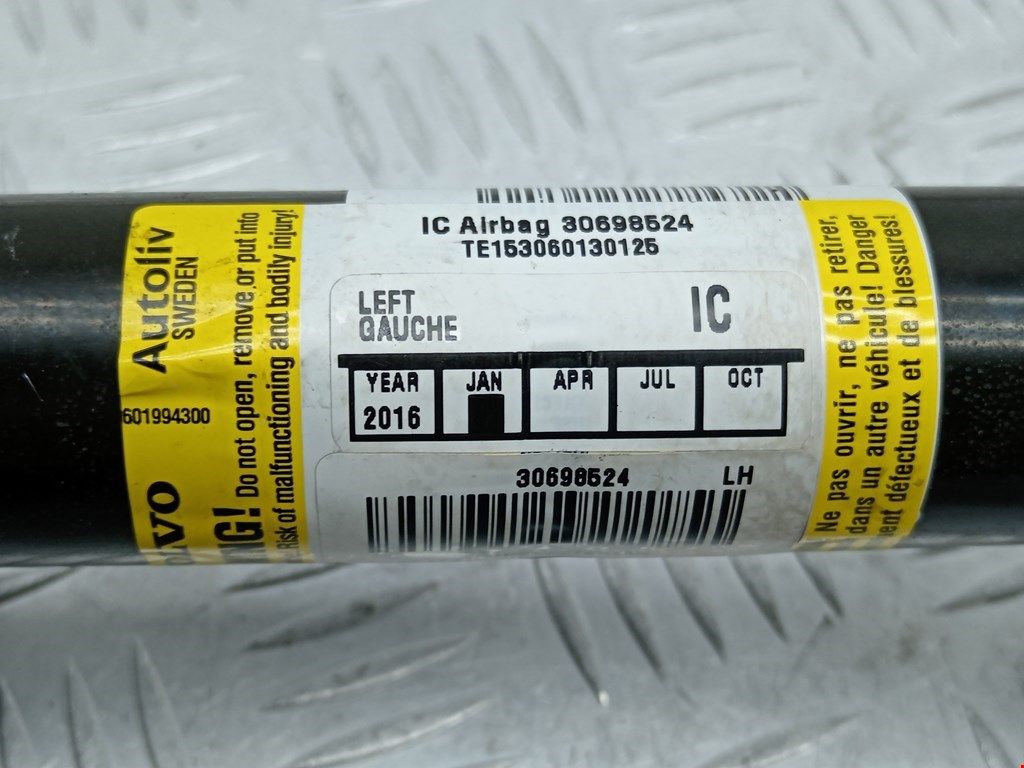 Autoliv
SWEDEN
601994300
Do not open, remove, or put into
Risk of malfunctioning and bodily injury!
IC Airbag 30698524
TE153060130125
LEFT IC
GAUCHE
YEAR JAN APR JUL OCT
2016
30698524 LH
Ne pas ouvrir, ne pas retirer,
dans un autre véhicule! Danger
défectueux et de blessures!